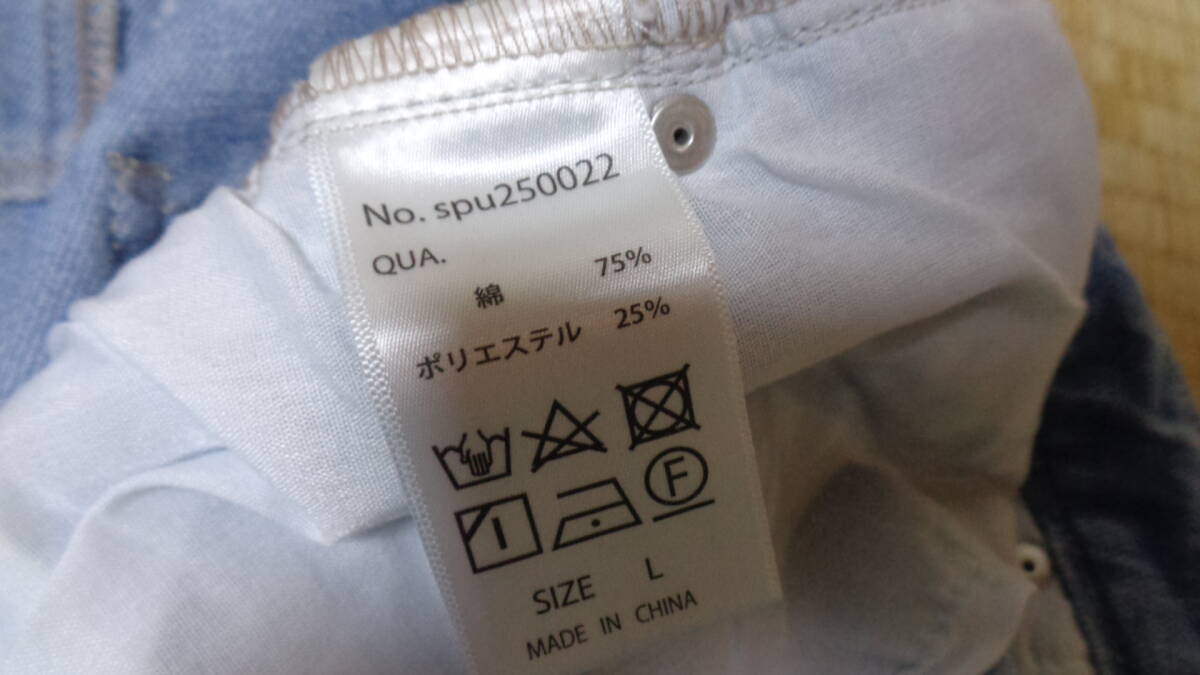 No. spu250022
QUA.
綿 75%
ポリエステル 25%
F
SIZE L
MADE IN CHINA